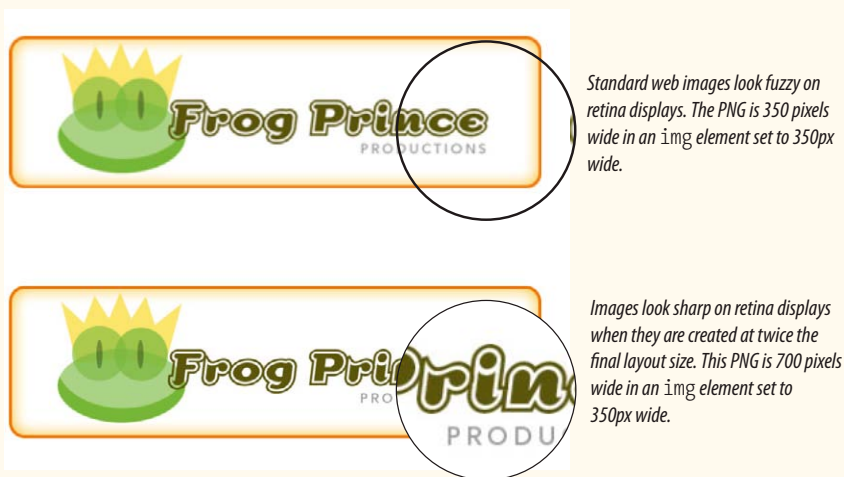 Frog Prince
PRODUCTIONS
Standard web images look fuzzy on
retina displays. The PNG is 350 pixels
wide in an img element set to 350px
wide.
Frog Pri
PRO
Prin
PRODU
Images look sharp on retina displays
when they are created at twice the
final layout size. This PNG is 700 pixels
wide in an img element set to
350px wide.